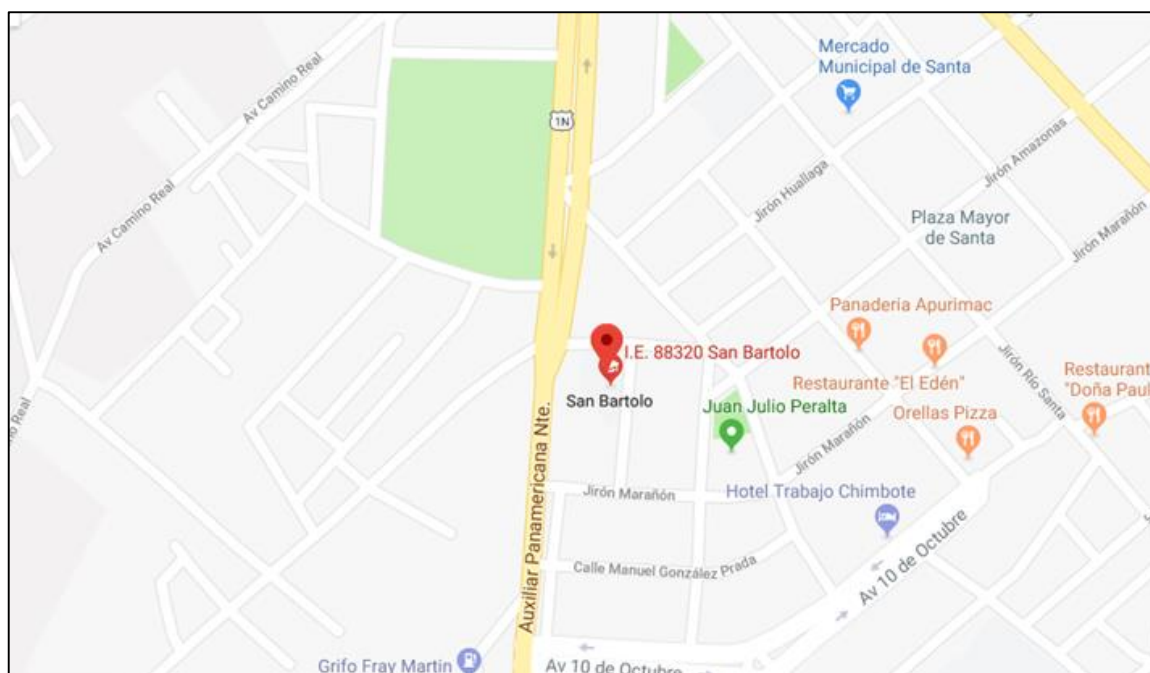 Mercado
Municipal de Santa
Av Camino Real
1N
Jirón Amazonas
Jirón Huallaga
Av Camino Real
Plaza Mayor
de Santa
Jirón Marañón
Panaderia Apurimac
I.E. 88320 San Bartolo
Restaurante "El Edén"
Jirón Río Santa
Restaurant
"Doña Paul
San Bartolo
Juan Julio Peralta
Orellas Pizza
Jirón Marañón
Real
Auxiliar Panamericana Nte.
Jirón Marañón
Hotel Trabajo Chimbote
Calle Manuel González Prada
Av 10 de Octubre
Grifo Fray Martin
Av 10 de Octubre